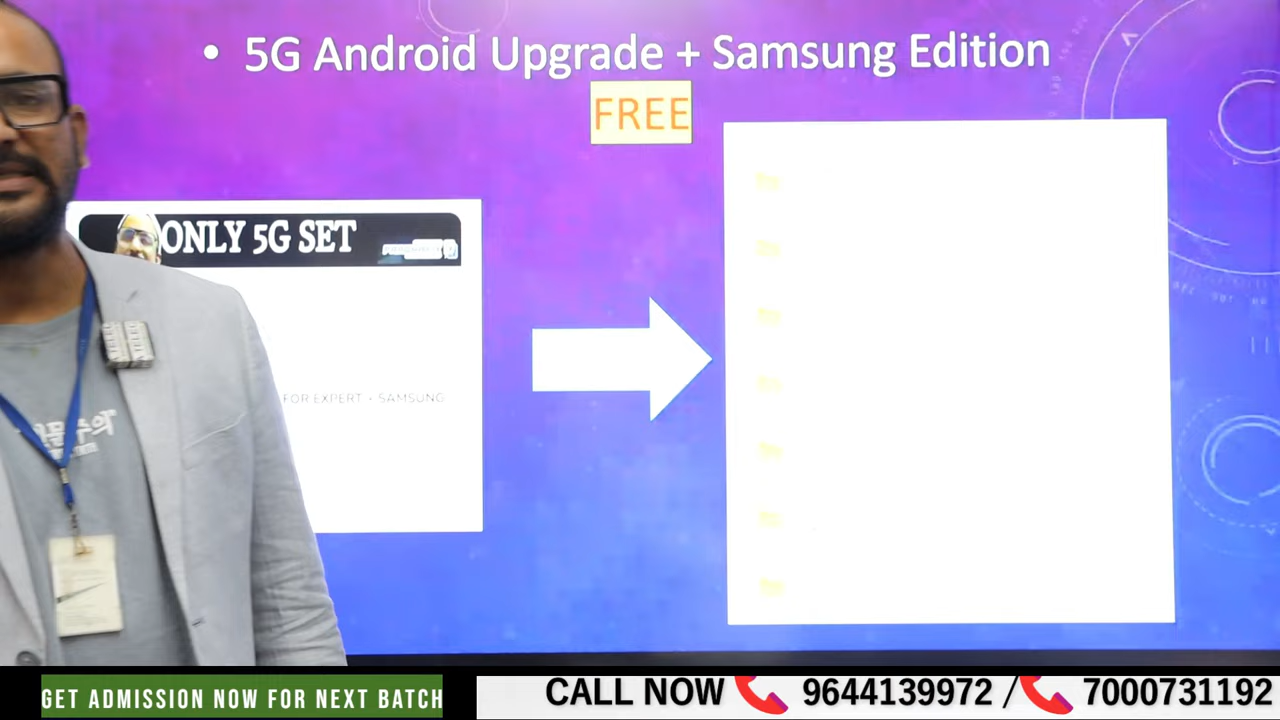 • 5G Android Upgrade + Samsung Edition
FREE
ONLY 5G SET
FOR EXPERT + SAMSUNG
GET ADMISSION NOW FOR NEXT BATCH
CALL NOW 9644139972 / 7000731192